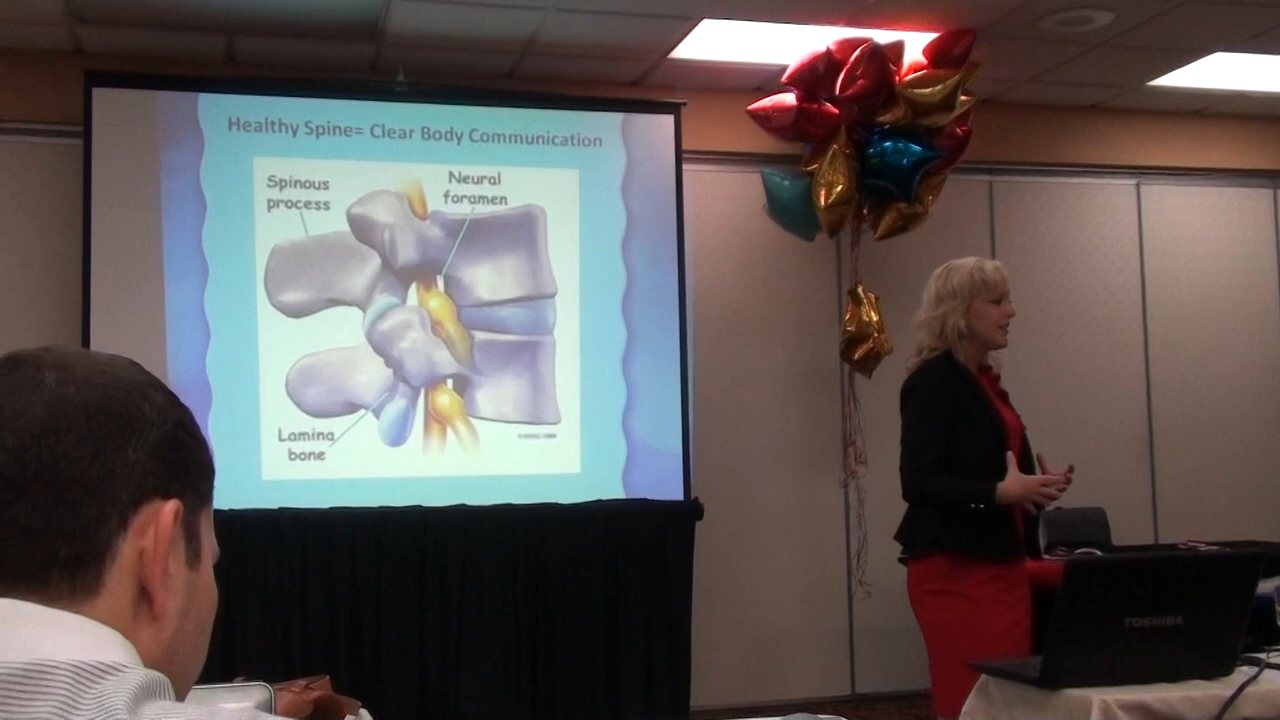 Healthy Spine= Clear Body Communication
Spinous
process
Neural
foramen
Lamina
bone
TOSHIBA